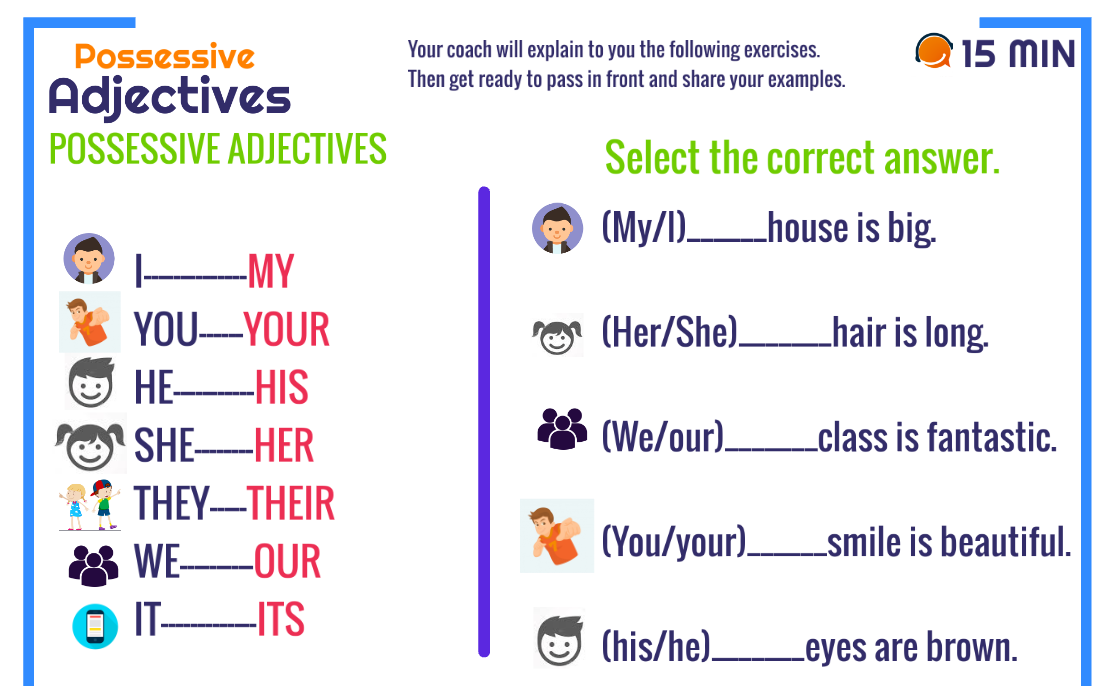 Possessive
Adjectives
Your coach will explain to you the following exercises.
Then get ready to pass in front and share your examples.
15 MIN
POSSESSIVE ADJECTIVES
I--------------MY
YOU------YOUR
HE-----------HIS
SHE--------HER
THEY-----THEIR
WE----------OUR
IT-------------ITS
Select the correct answer.
(My/I)______house is big.
(Her/She)_______hair is long.
(We/our)_______class is fantastic.
(You/your)______smile is beautiful.
(his/he)_______eyes are brown.